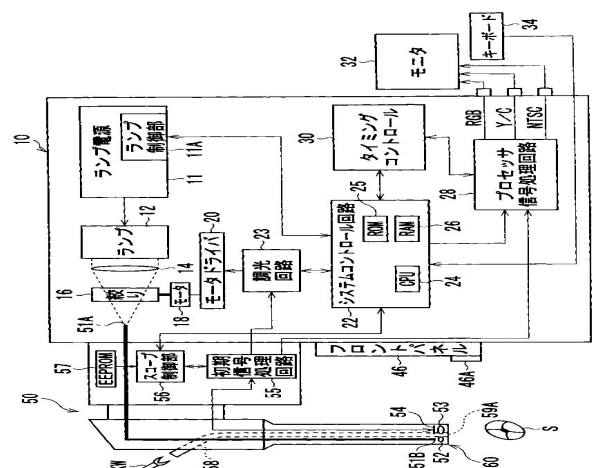 10
ランプ電源
ランプ
制御部
11A
11
ランプ
12
14
16
絞り
51A
モータ
18
モータドライバ
20
調光回路
23
システムコントロール回路
22
ROM
25
RAM
26
CPU
24
タイミング
コントロール
30
プロセッサ
信号処理回路
28
RGB
Y/C
NTSC
モニタ
32
キーボード
34
50
57
EEPROM
スコープ
制御部
56
初期
信号
処理
回路
55
フロントパネル
46
46A
58
54
53
51B
52
59A
60
S